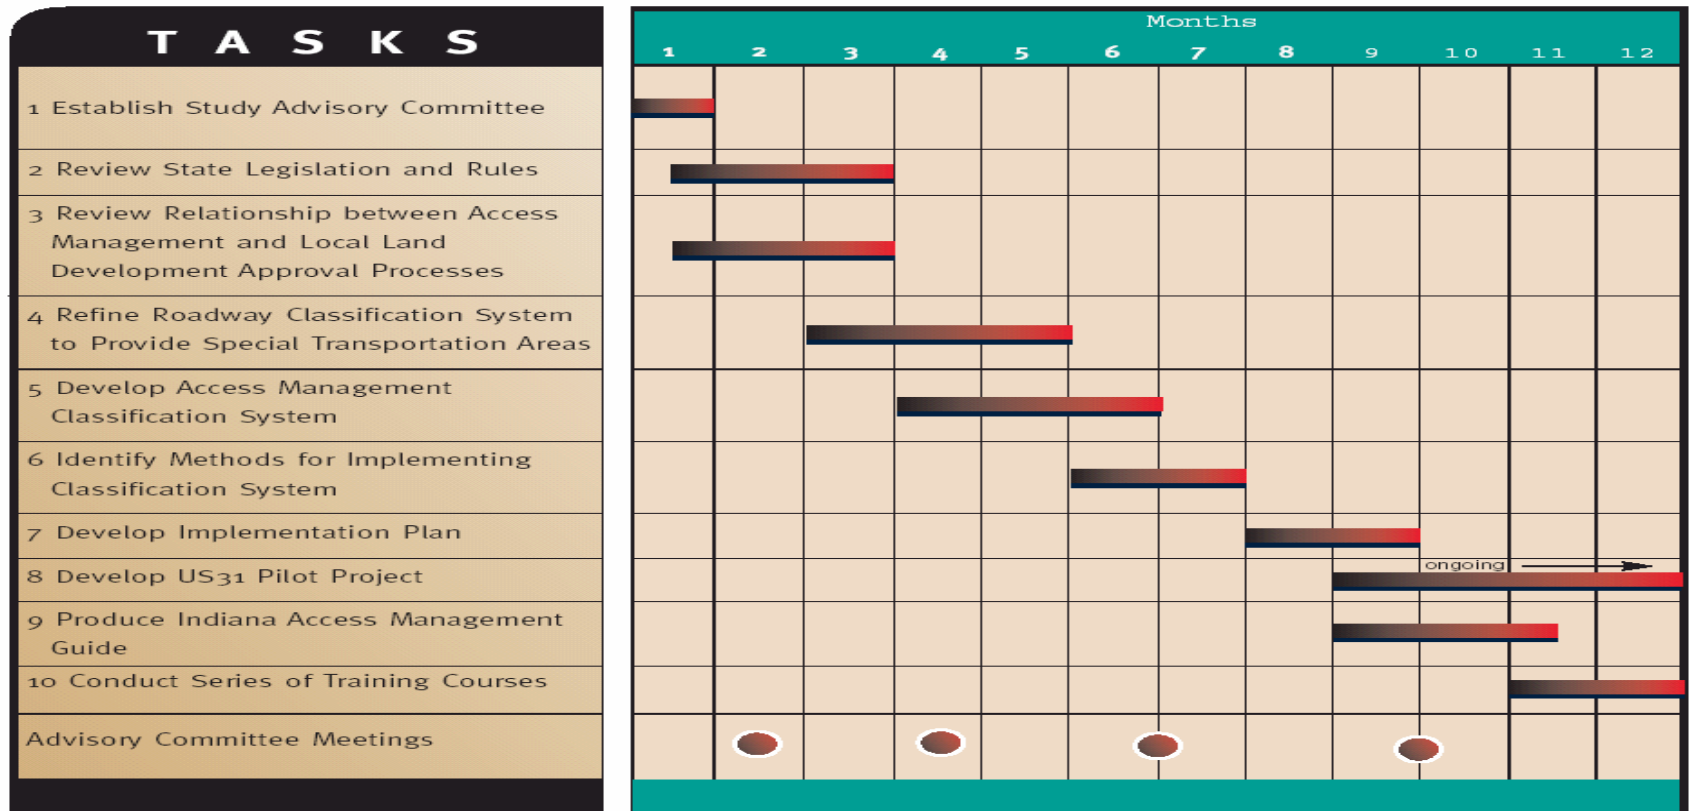 T A S K S
Months
1 2 3 4 5 6 7 8 9 10 11 12
1 Establish Study Advisory Committee
2 Review State Legislation and Rules
3 Review Relationship between Access
Management and Local Land
Development Approval Processes
4 Refine Roadway Classification System
to Provide Special Transportation Areas
5 Develop Access Management
Classification System
6 Identify Methods for Implementing
Classification System
7 Develop Implementation Plan
8 Develop US31 Pilot Project
ongoing
9 Produce Indiana Access Management
Guide
10 Conduct Series of Training Courses
Advisory Committee Meetings